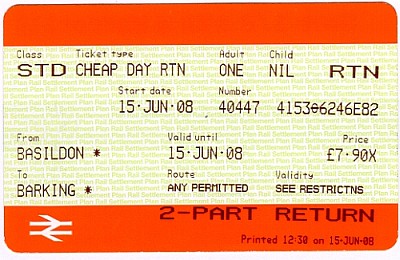 Class Ticket type Adult Child
STD CHEAP DAY RTN ONE NIL RTN
Start date Number
15·JUN·08 40447 415306246E82
From Valid until Price
BASILDON * 15·JUN·08 £7·90X
To Route Validity
BARKING * ANY PERMITTED SEE RESTRICTNS
2-PART RETURN
Printed 12:30 on 15·JUN·08